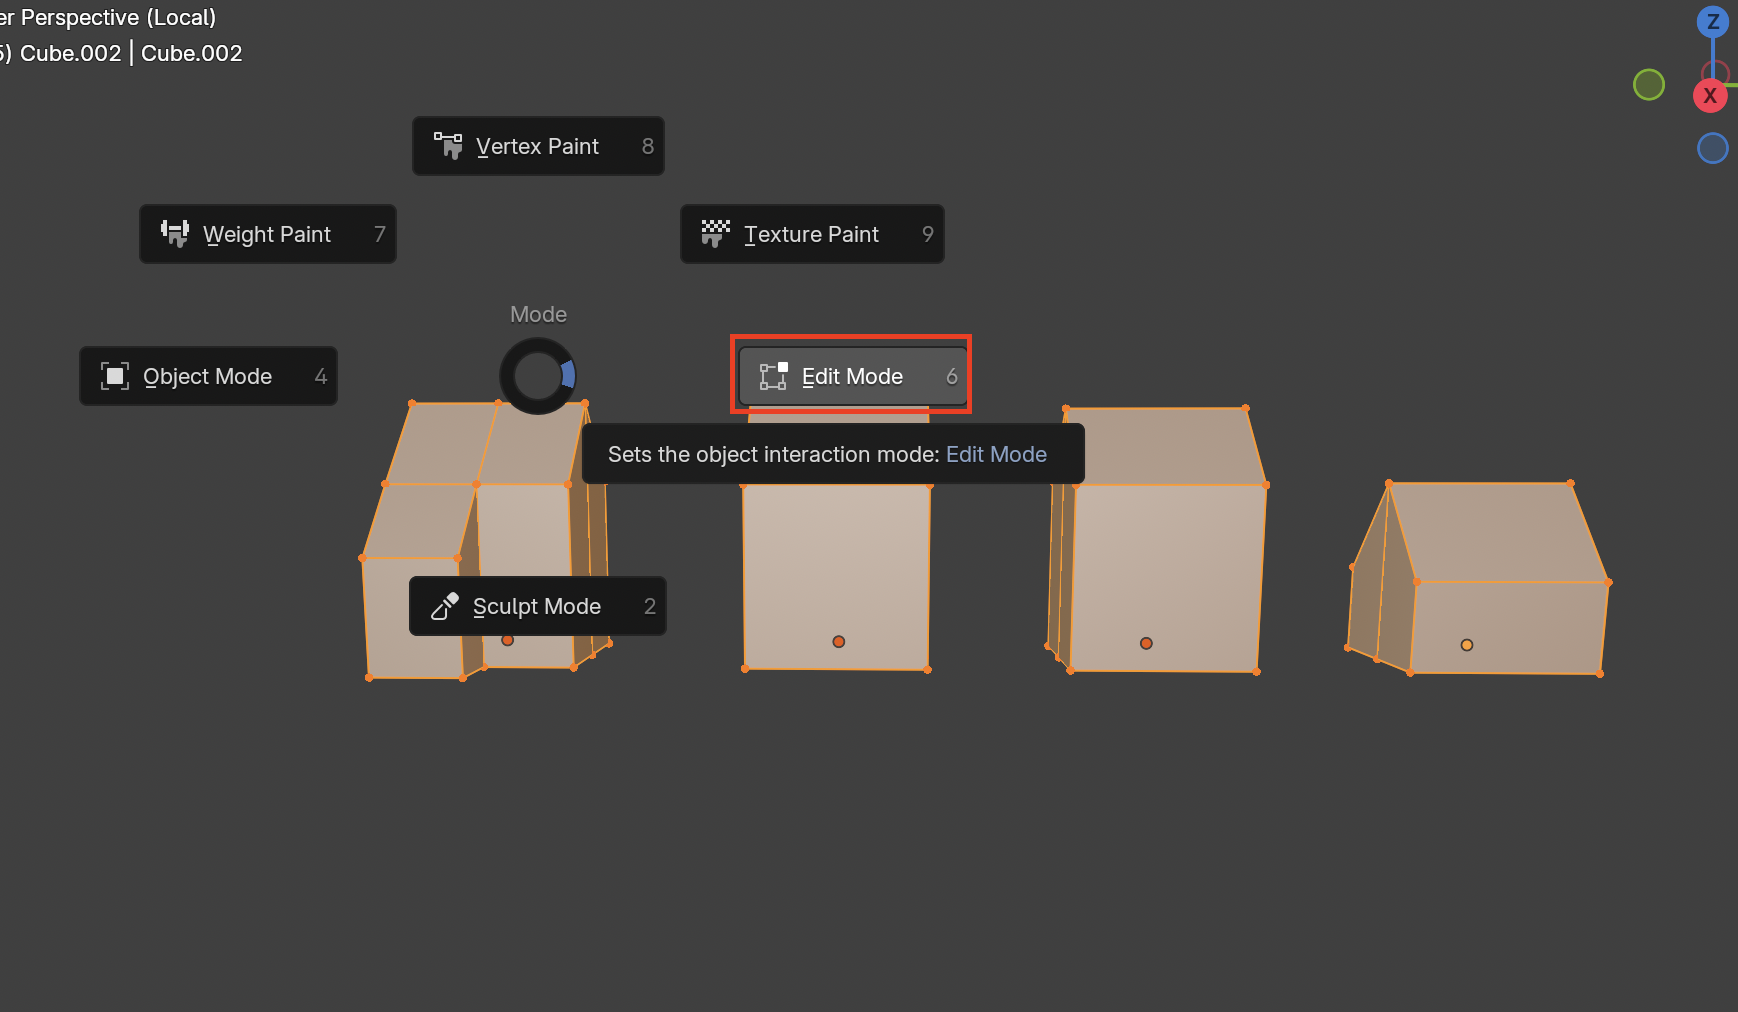 er Perspective (Local)
5) Cube.002 | Cube.002
Z
X
Vertex Paint 8
Weight Paint 7
Texture Paint 9
Mode
Object Mode 4
Edit Mode 6
Sets the object interaction mode: Edit Mode
Sculpt Mode 2